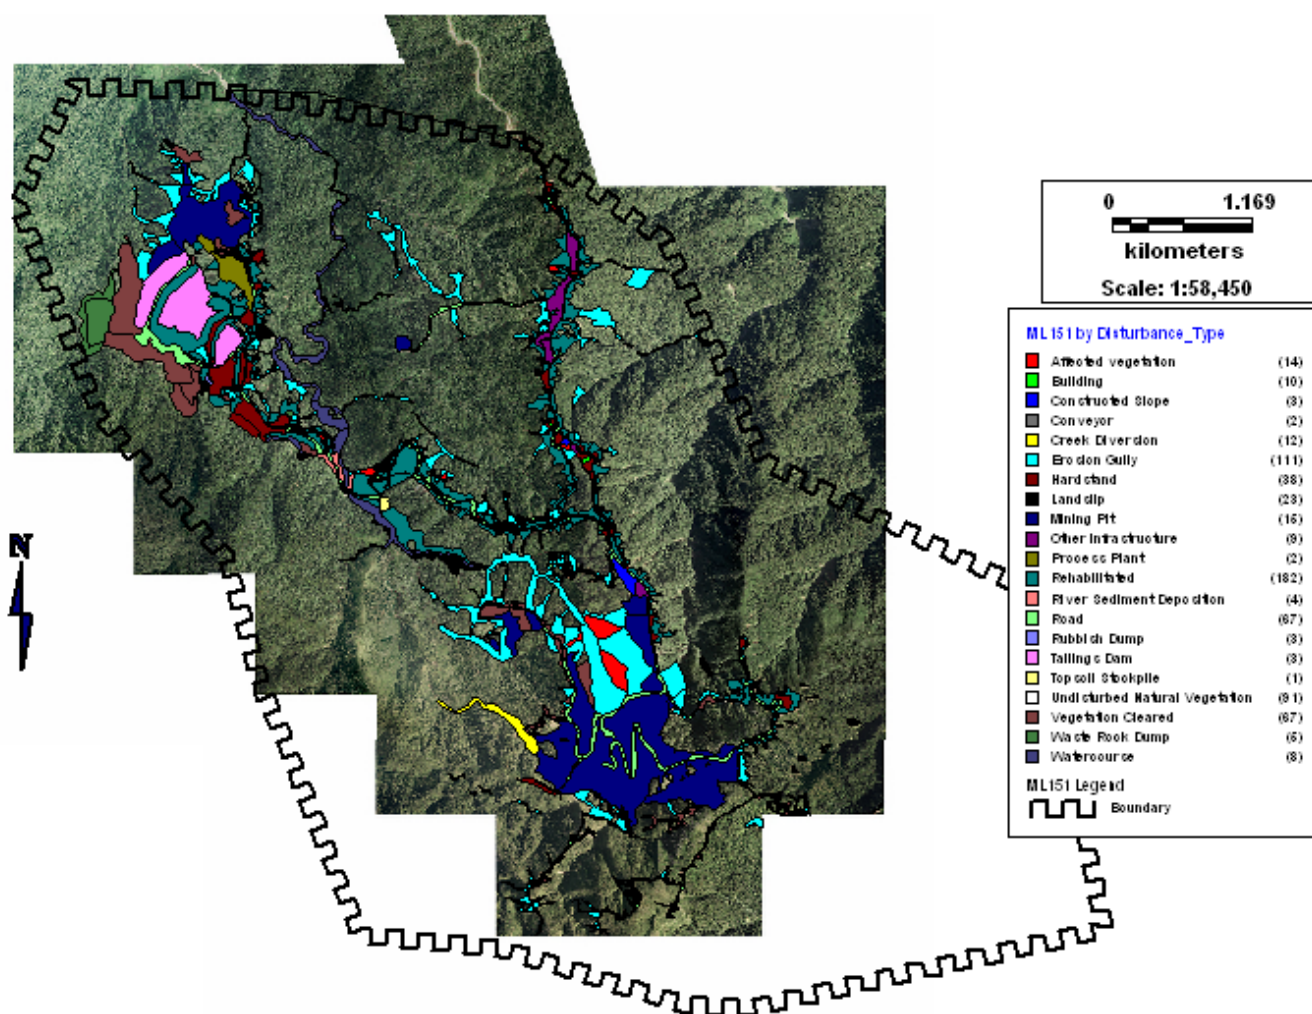 0 1.169
kilometers
Scale: 1:58,450
N
ML151 by Disturbance_Type
Affected vegetation (14)
Building (10)
Constructed Slope (3)
Conveyor (2)
Creek Diversion (12)
Erosion Gully (111)
Hardstand (38)
Landslip (23)
Mining Pit (15)
Other Infrastructure (9)
Process Plant (2)
Rehabilitated (182)
River Sediment Deposition (4)
Road (67)
Rubbish Dump (3)
Tailings Dam (3)
Topsoil Stockpile (1)
Undisturbed Natural Vegetation (91)
Vegetation Cleared (67)
Waste Rock Dump (5)
Watercourse (8)
ML151 Legend
Boundary